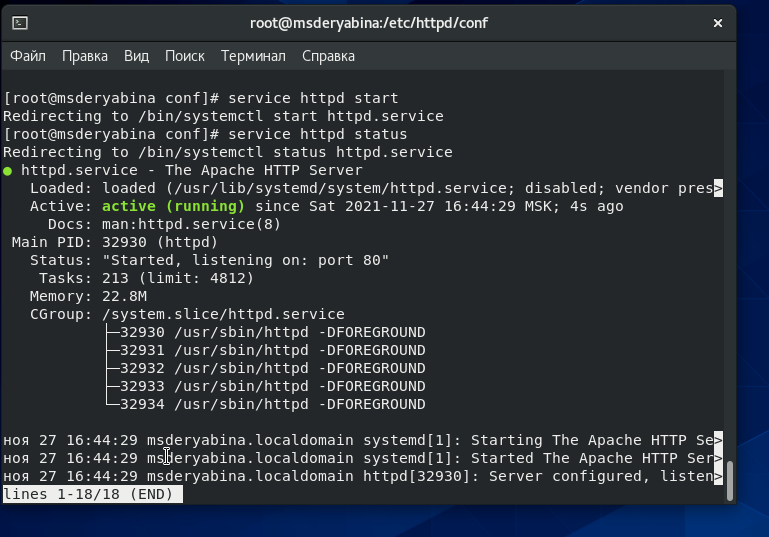 root@msderyabina:/etc/httpd/conf
Файл Правка Вид Поиск Терминал Справка
[root@msderyabina conf]# service httpd start
Redirecting to /bin/systemctl start httpd.service
[root@msderyabina conf]# service httpd status
Redirecting to /bin/systemctl status httpd.service
● httpd.service - The Apache HTTP Server
   Loaded: loaded (/usr/lib/systemd/system/httpd.service; disabled; vendor pres>
   Active: active (running) since Sat 2021-11-27 16:44:29 MSK; 4s ago
     Docs: man:httpd.service(8)
 Main PID: 32930 (httpd)
   Status: "Started, listening on: port 80"
    Tasks: 213 (limit: 4812)
   Memory: 22.8M
   CGroup: /system.slice/httpd.service
           ├─32930 /usr/sbin/httpd -DFOREGROUND
           ├─32931 /usr/sbin/httpd -DFOREGROUND
           ├─32932 /usr/sbin/httpd -DFOREGROUND
           ├─32933 /usr/sbin/httpd -DFOREGROUND
           └─32934 /usr/sbin/httpd -DFOREGROUND
ноя 27 16:44:29 msderyabina.localdomain systemd[1]: Starting The Apache HTTP Se>
ноя 27 16:44:29 msderyabina.localdomain systemd[1]: Started The Apache HTTP Ser>
ноя 27 16:44:29 msderyabina.localdomain httpd[32930]: Server configured, listen>
lines 1-18/18 (END)